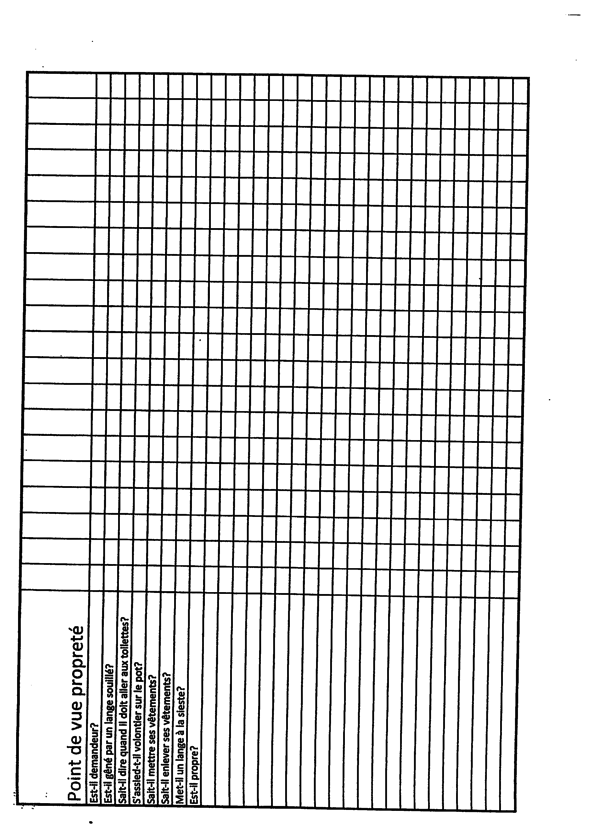 Point de vue propreté
Est-il demandeur?
Est-il gêné par un lange souillé?
Sait-il dire quand il doit aller aux toilettes?
S'assied-t-il volontier sur le pot?
Sait-il mettre ses vêtements?
Sait-il enlever ses vêtements?
Met-il un lange à la sieste?
Est-il propre?